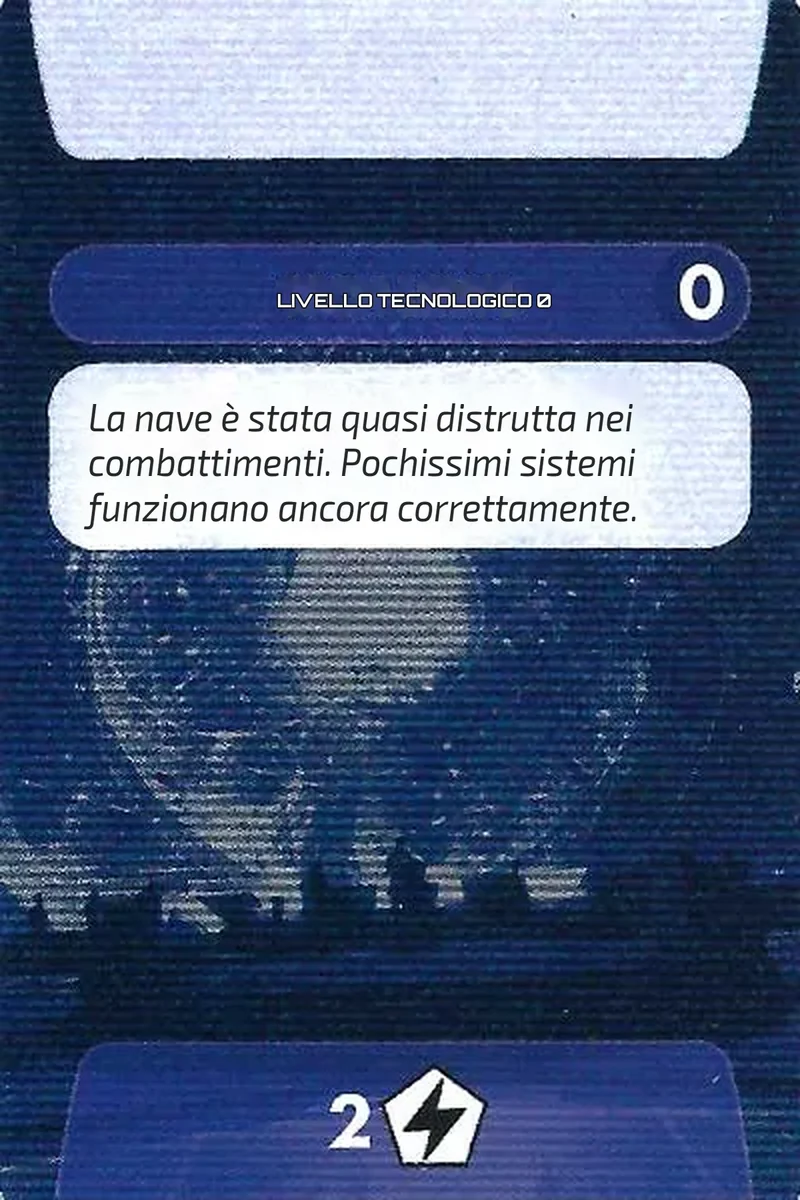 LIVELLO TECNOLOGICO 0
0
La nave è stata quasi distrutta nei
combattimenti. Pochissimi sistemi
funzionano ancora correttamente.
2